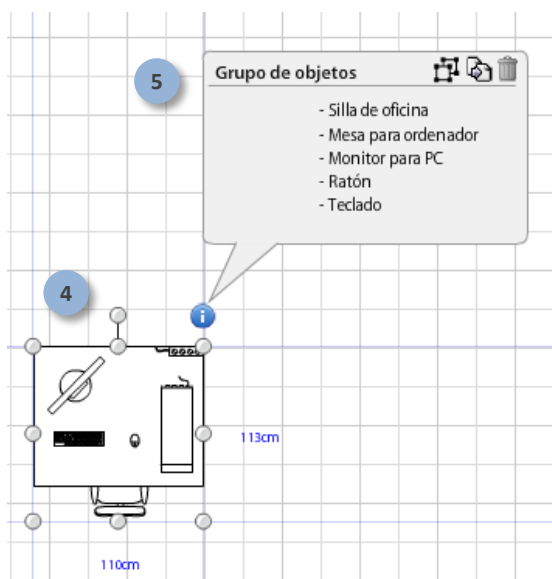 5
Grupo de objetos
- Silla de oficina
- Mesa para ordenador
- Monitor para PC
- Ratón
- Teclado
4
i
113cm
110cm